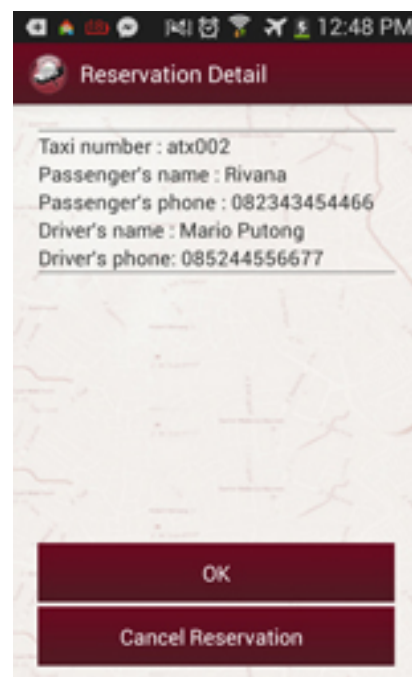 12:48 PM
Reservation Detail
Taxi number : atx002
Passenger's name : Rivana
Passenger's phone : 082343454466
Driver's name : Mario Putong
Driver's phone: 085244556677
OK
Cancel Reservation